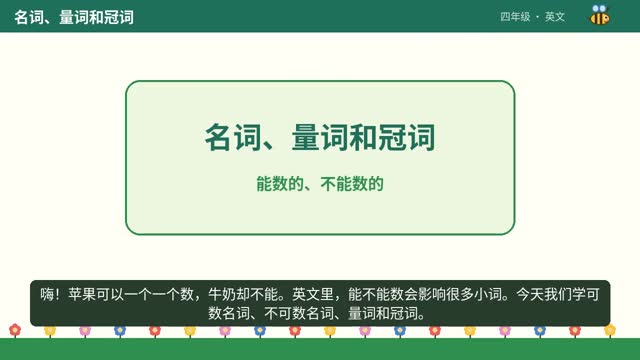 名词、量词和冠词
四年级 · 英文
名词、量词和冠词
能数的、不能数的
嗨！苹果可以一个一个数，牛奶却不能。英文里，能不能数会影响很多小词。今天我们学可
数名词、不可数名词、量词和冠词。